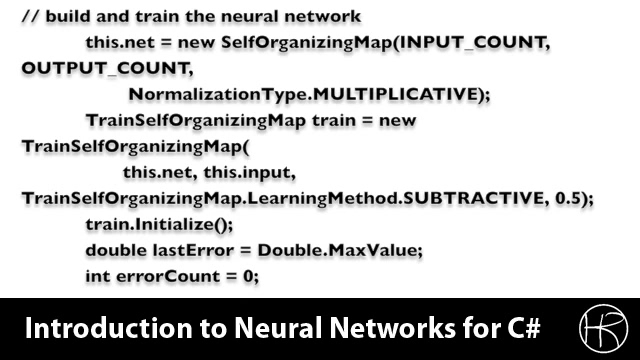 // build and train the neural network
this.net = new SelfOrganizingMap(INPUT_COUNT,
OUTPUT_COUNT,
NormalizationType.MULTIPLICATIVE);
TrainSelfOrganizingMap train = new
TrainSelfOrganizingMap(
this.net, this.input,
TrainSelfOrganizingMap.LearningMethod.SUBTRACTIVE, 0.5);
train.Initialize();
double lastError = Double.MaxValue;
int errorCount = 0;
Introduction to Neural Networks for C#